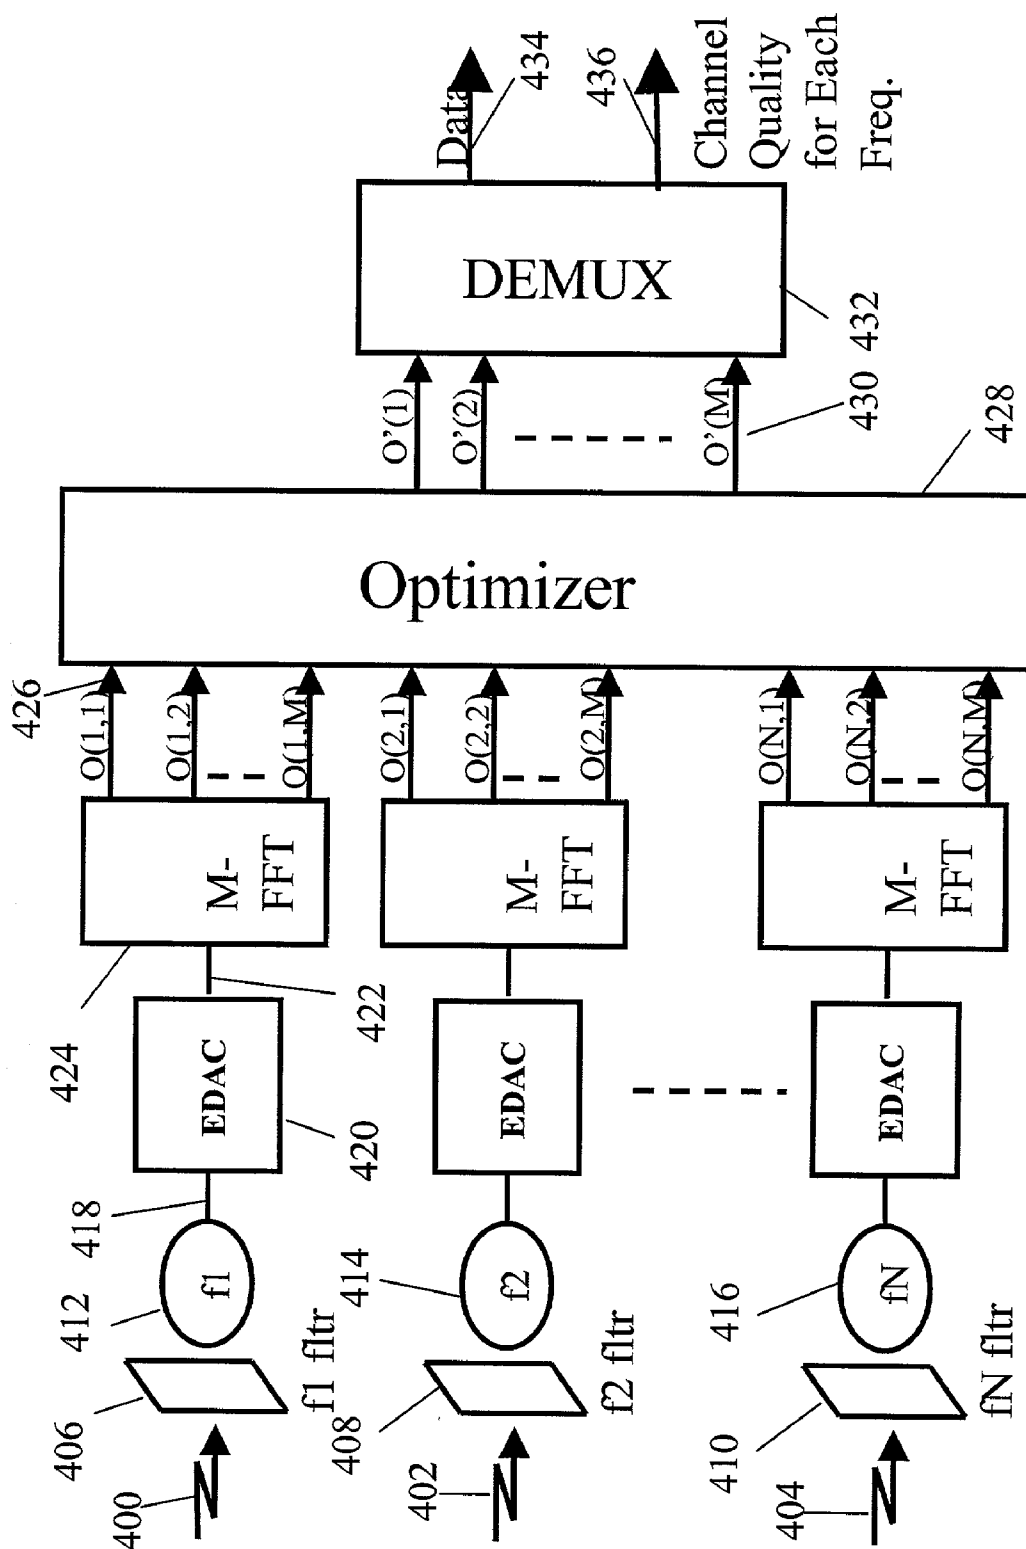 400
406
f1 fltr
412
f1
418
EDAC
420
422
424
M-
FFT
O(1,1)
O(1,2)
O(1,M)
426
402
408
f2 fltr
414
f2
EDAC
M-
FFT
O(2,1)
O(2,2)
O(2,M)
404
410
fN fltr
416
fN
EDAC
M-
FFT
O(N,1)
O(N,2)
O(N,M)
Optimizer
428
O'(1)
O'(2)
O'(M)
430
DEMUX
432
Data
434
436
Channel
Quality
for Each
Freq.